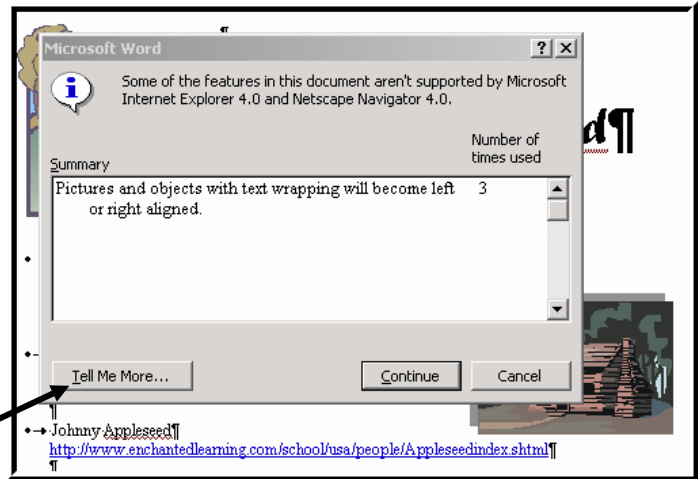 Microsoft Word
Some of the features in this document aren't supported by Microsoft
Internet Explorer 4.0 and Netscape Navigator 4.0.
Number of
times used
Summary
Pictures and objects with text wrapping will become left 3
or right aligned.
d¶
Tell Me More...
Continue
Cancel
¶
Johnny·Appleseed¶
http://www.enchantedlearning.com/school/usa/people/Appleseedindex.shtml¶
¶